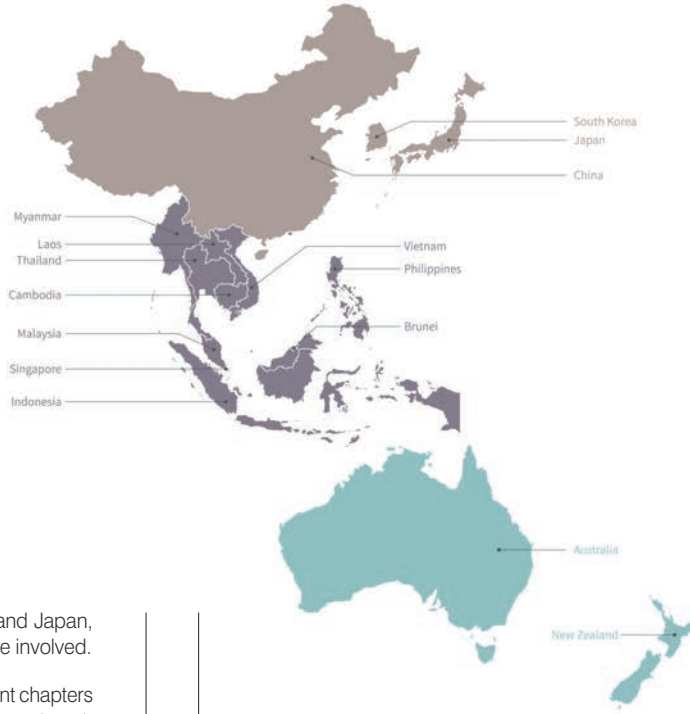 South Korea
Japan
China
Myanmar
Laos
Thailand
Cambodia
Malaysia
Singapore
Indonesia
Vietnam
Philippines
Brunei
Australia
New Zealand
and Japan,
e involved.
nt chapters